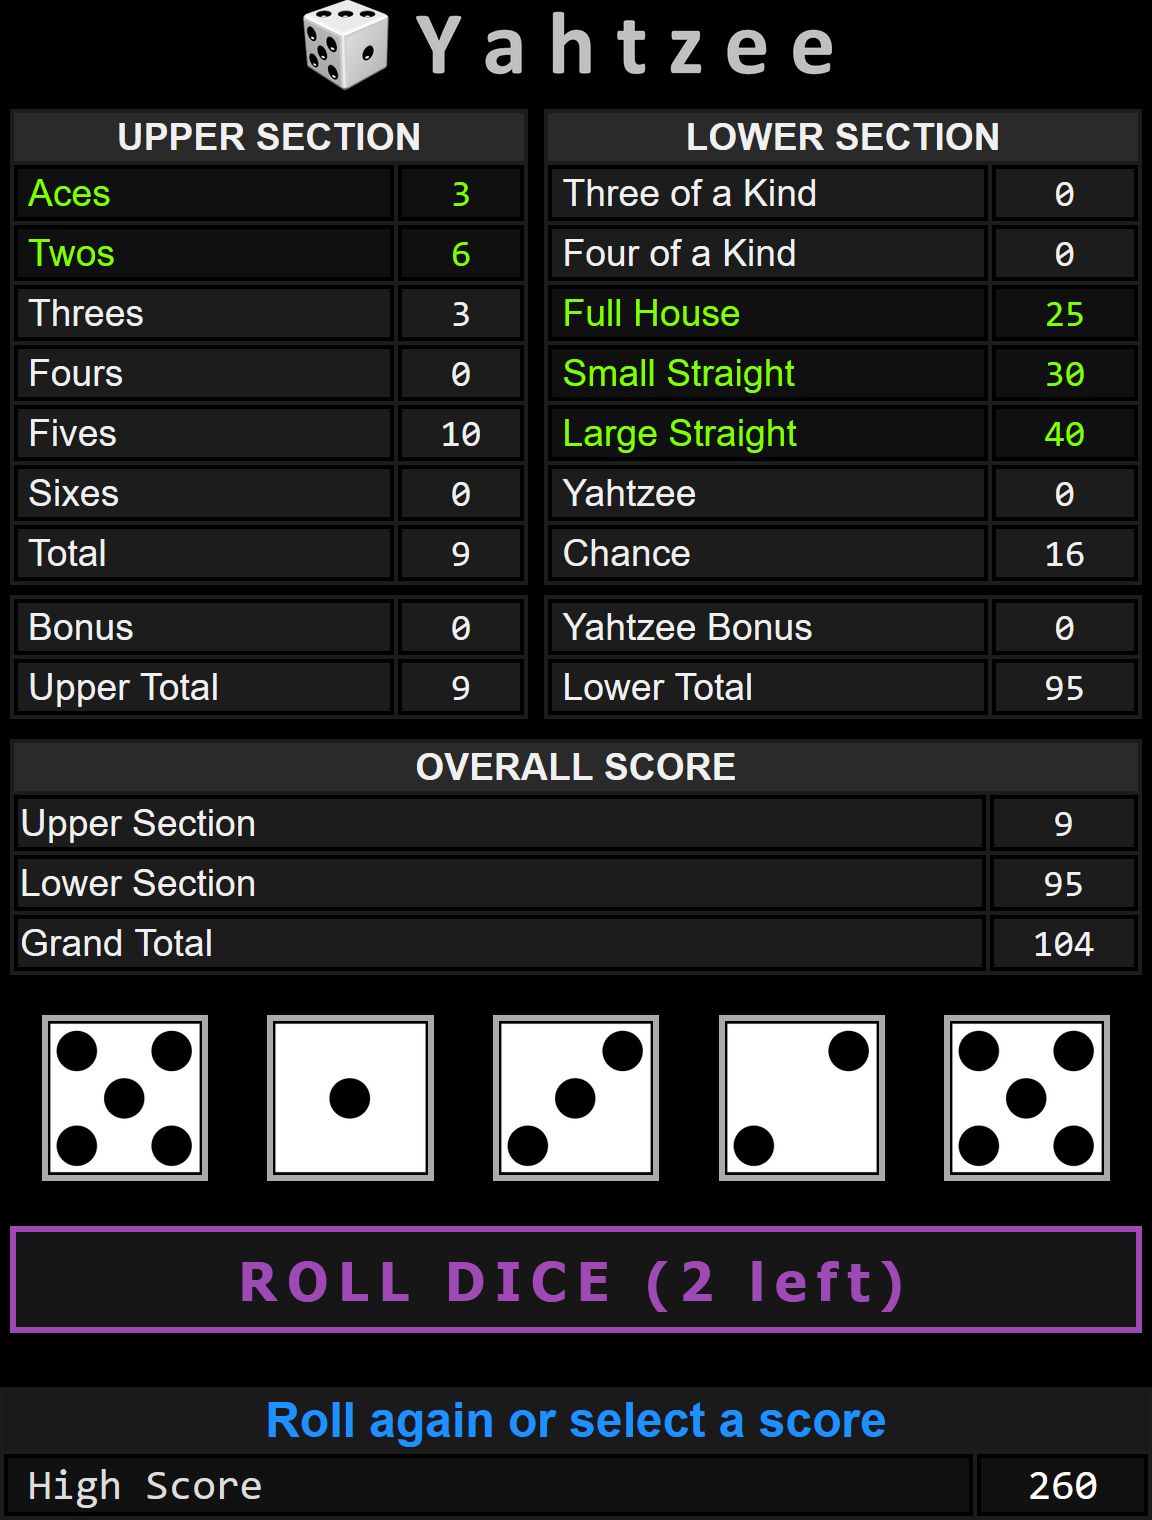 Yahtzee
UPPER SECTION
Aces 3
Twos 6
Threes 3
Fours 0
Fives 10
Sixes 0
Total 9
Bonus 0
Upper Total 9
LOWER SECTION
Three of a Kind 0
Four of a Kind 0
Full House 25
Small Straight 30
Large Straight 40
Yahtzee 0
Chance 16
Yahtzee Bonus 0
Lower Total 95
OVERALL SCORE
Upper Section 9
Lower Section 95
Grand Total 104
ROLL DICE (2 left)
Roll again or select a score
High Score 260